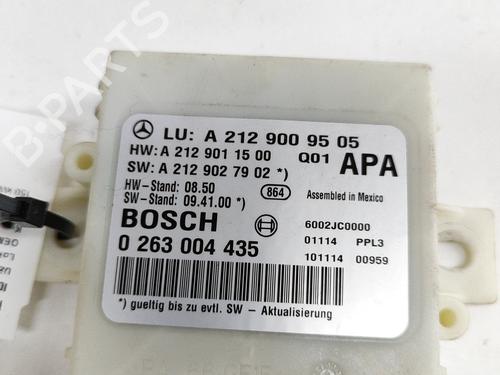 B-Parts
LU: A 212 900 95 05
HW: A 212 901 15 00 Q01 APA
SW: A 212 902 79 02 *)
HW-Stand: 08.50 864 Assembled in Mexico
SW-Stand: 09.41.00 *)
BOSCH 6002JC0000
0 263 004 435 01114 PPL3
101114 00959
*) gueltig bis zu evtl. SW - Aktualisierung